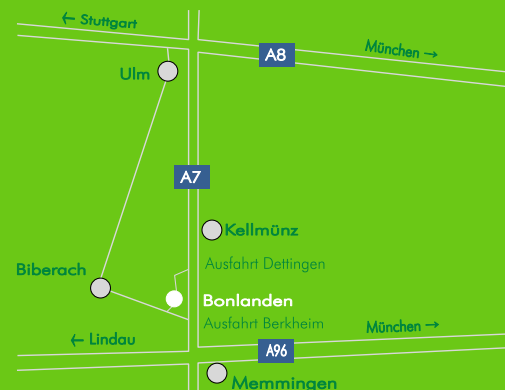 ← Stuttgart
München →
A8
Ulm
A7
Kellmünz
Ausfahrt Dettingen
Biberach
Bonlanden
Ausfahrt Berkheim
München →
← Lindau
A96
Memmingen